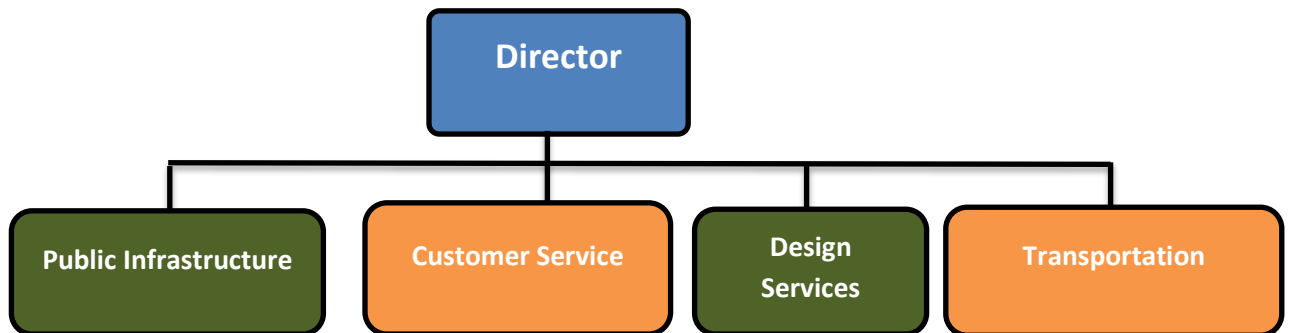 Director
Public Infrastructure
Customer Service
Design
Services
Transportation